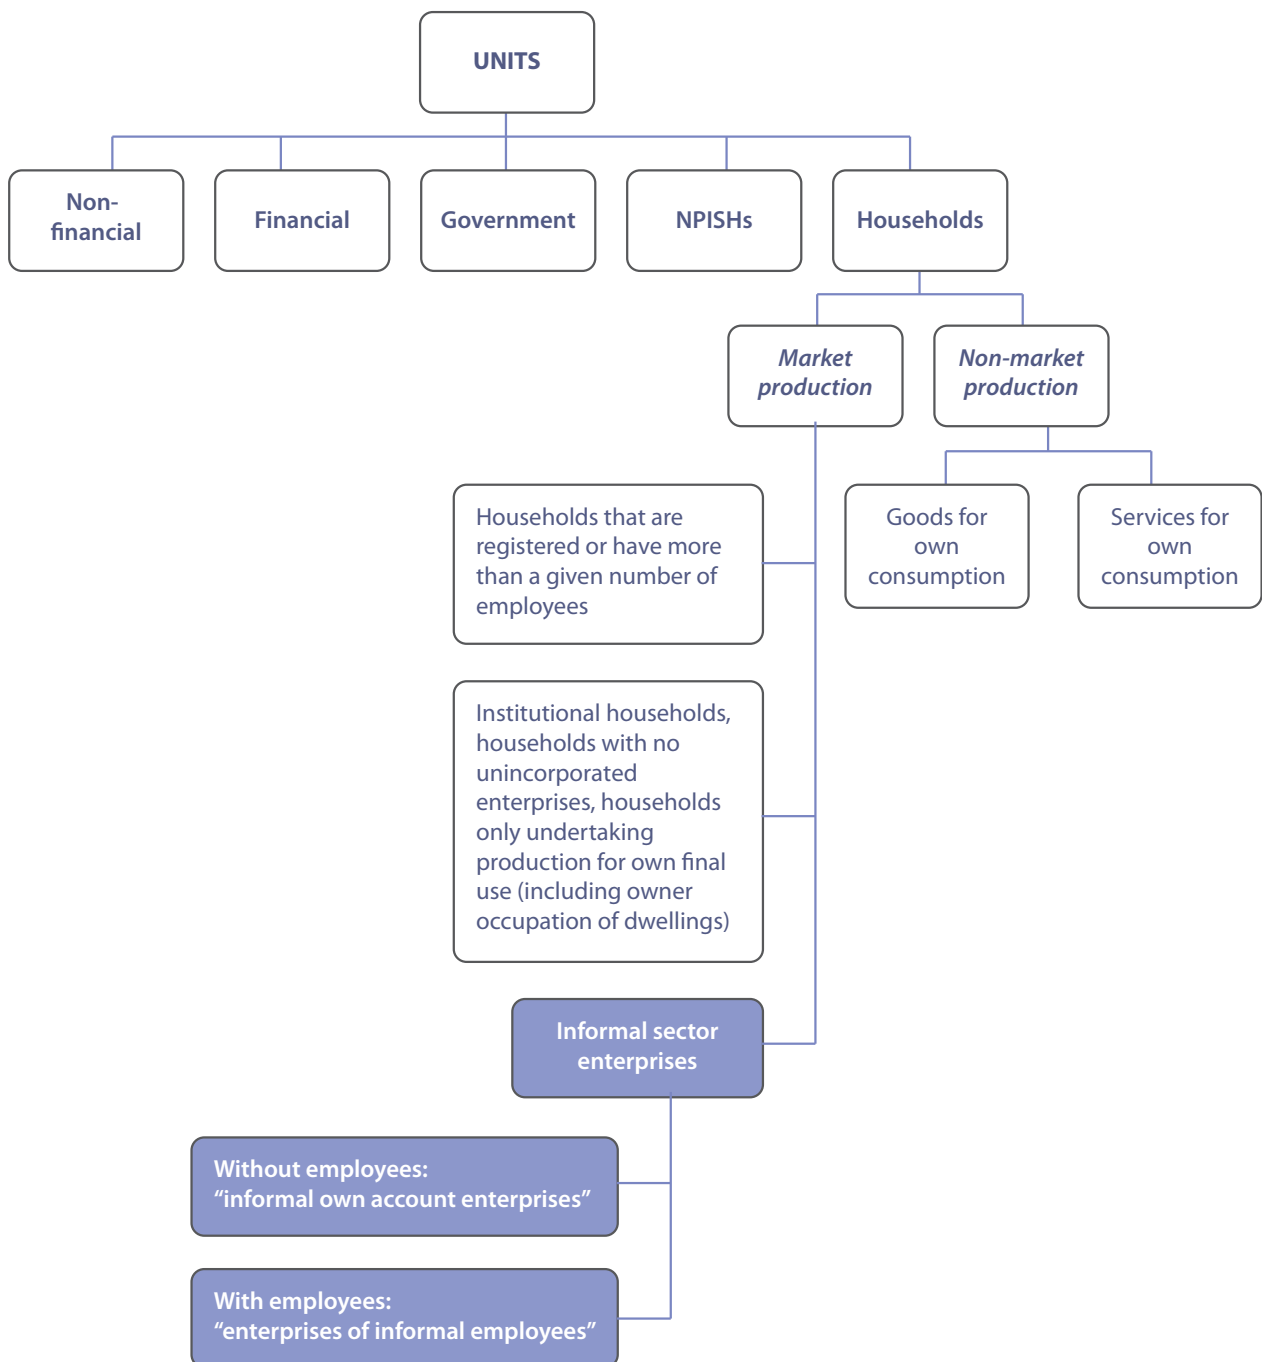 UNITS
Non-
financial
Financial
Government
NPISHs
Households
Market
production
Non-market
production
Households that are
registered or have more
than a given number of
employees
Goods for
own
consumption
Services for
own
consumption
Institutional households,
households with no
unincorporated
enterprises, households
only undertaking
production for own final
use (including owner
occupation of dwellings)
Informal sector
enterprises
Without employees:
“informal own account enterprises”
With employees:
“enterprises of informal employees”